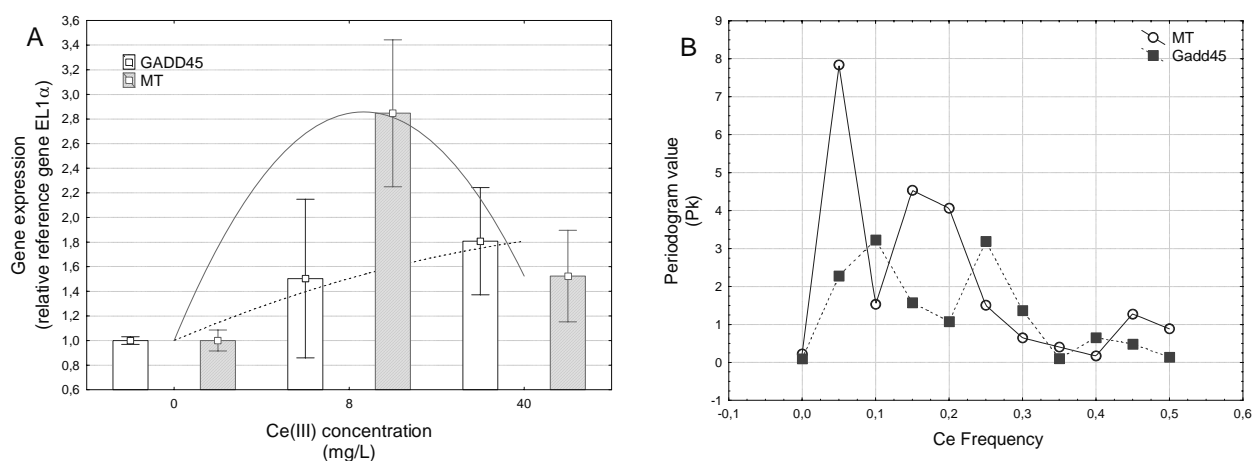 A
GADD45
MT
Gene expression
(relative reference gene EL1α)
3,6
3,4
3,2
3,0
2,8
2,6
2,4
2,2
2,0
1,8
1,6
1,4
1,2
1,0
0,8
0,6
0
8
40
Ce(III) concentration
(mg/L)
B
MT
Gadd45
Periodogram value
(Pk)
9
8
7
6
5
4
3
2
1
0
-1
-0,1
0,0
0,1
0,2
0,3
0,4
0,5
0,6
Ce Frequency